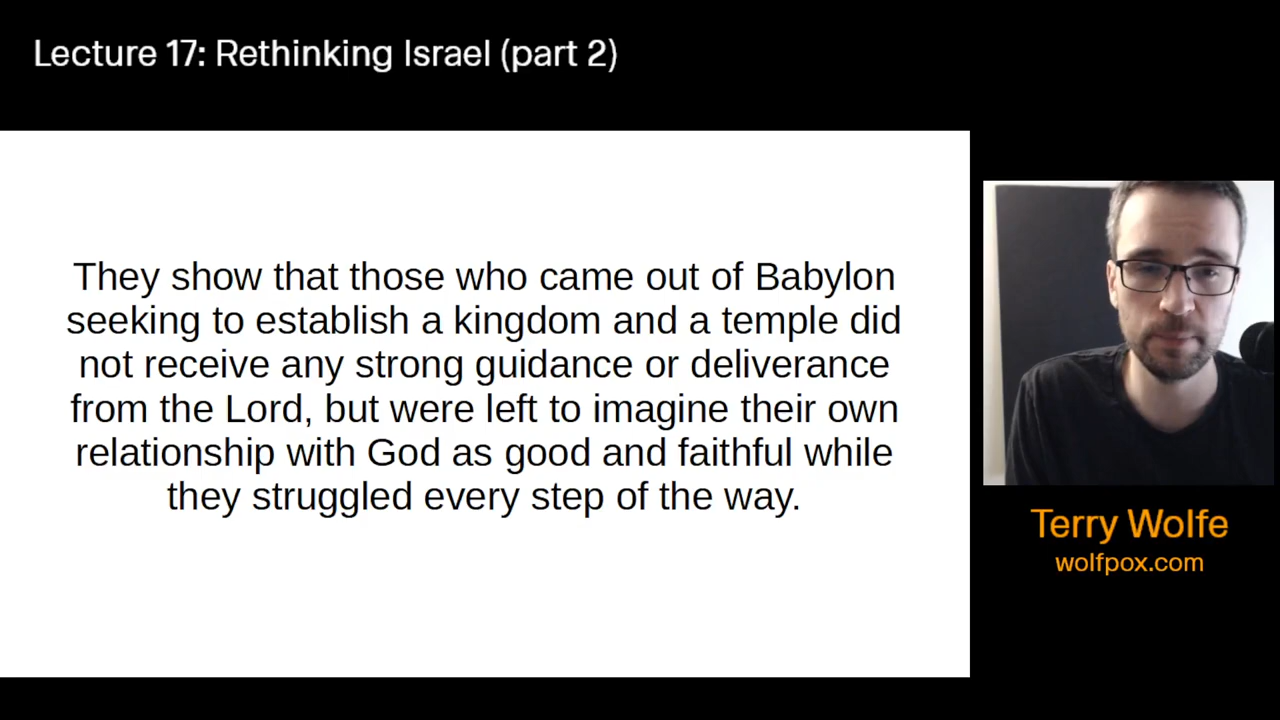 Lecture 17: Rethinking Israel (part 2)
They show that those who came out of Babylon
seeking to establish a kingdom and a temple did
not receive any strong guidance or deliverance
from the Lord, but were left to imagine their own
relationship with God as good and faithful while
they struggled every step of the way.
Terry Wolfe
wolfpox.com